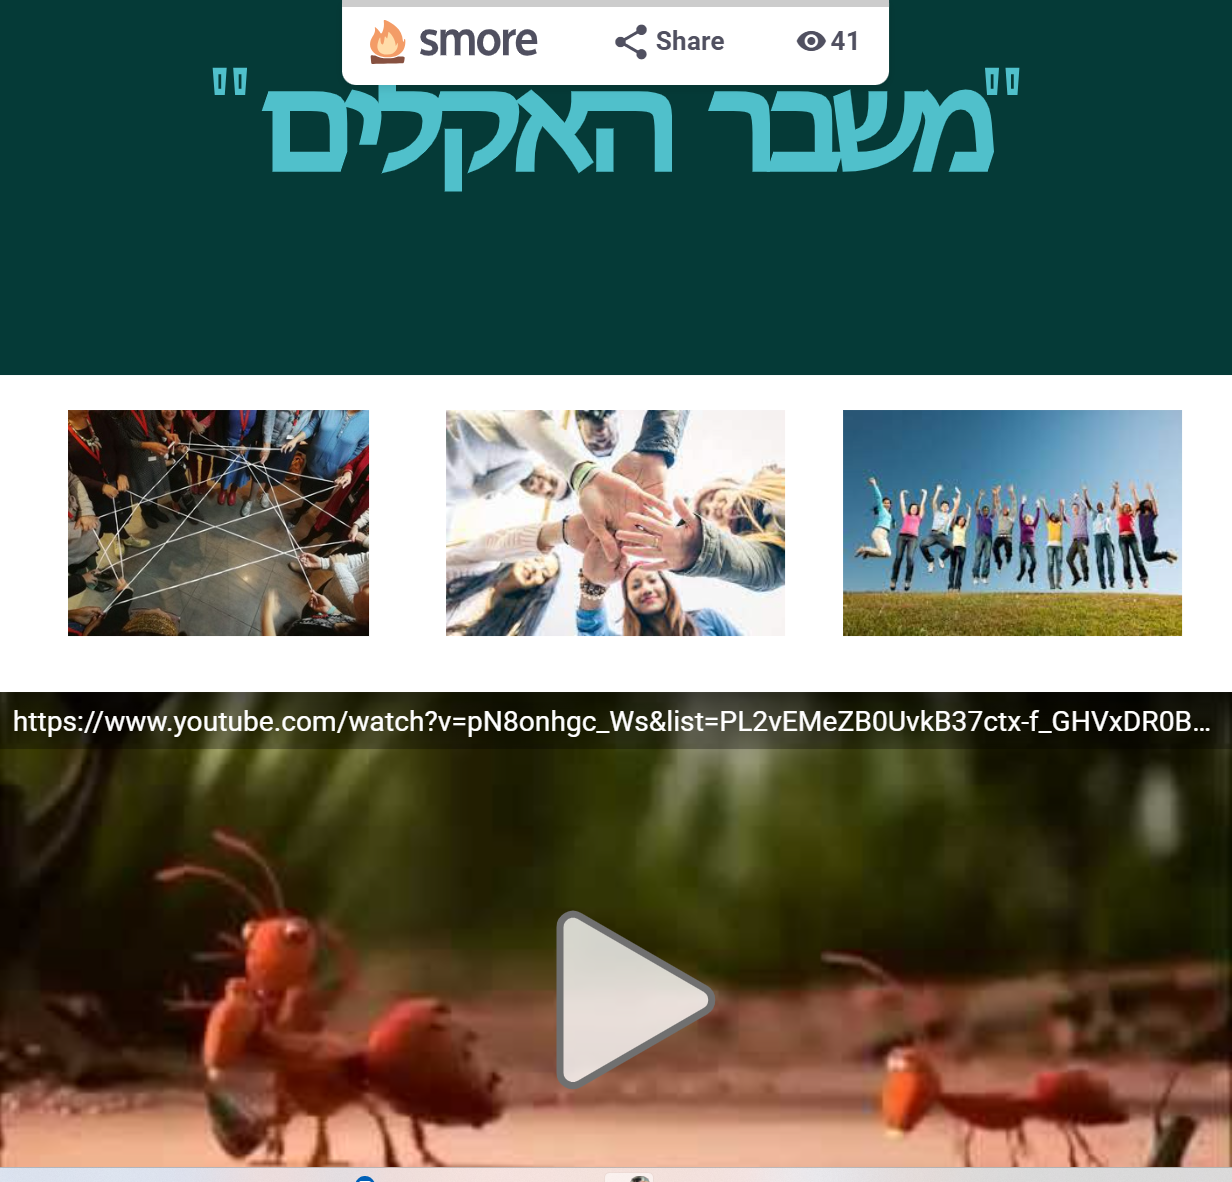 smore
Share
41
"משבר האקלים"
https://www.youtube.com/watch?v=pN8onhgc_Ws&list=PL2vEMeZB0UvkB37ctx-f_GHVxDR0B...